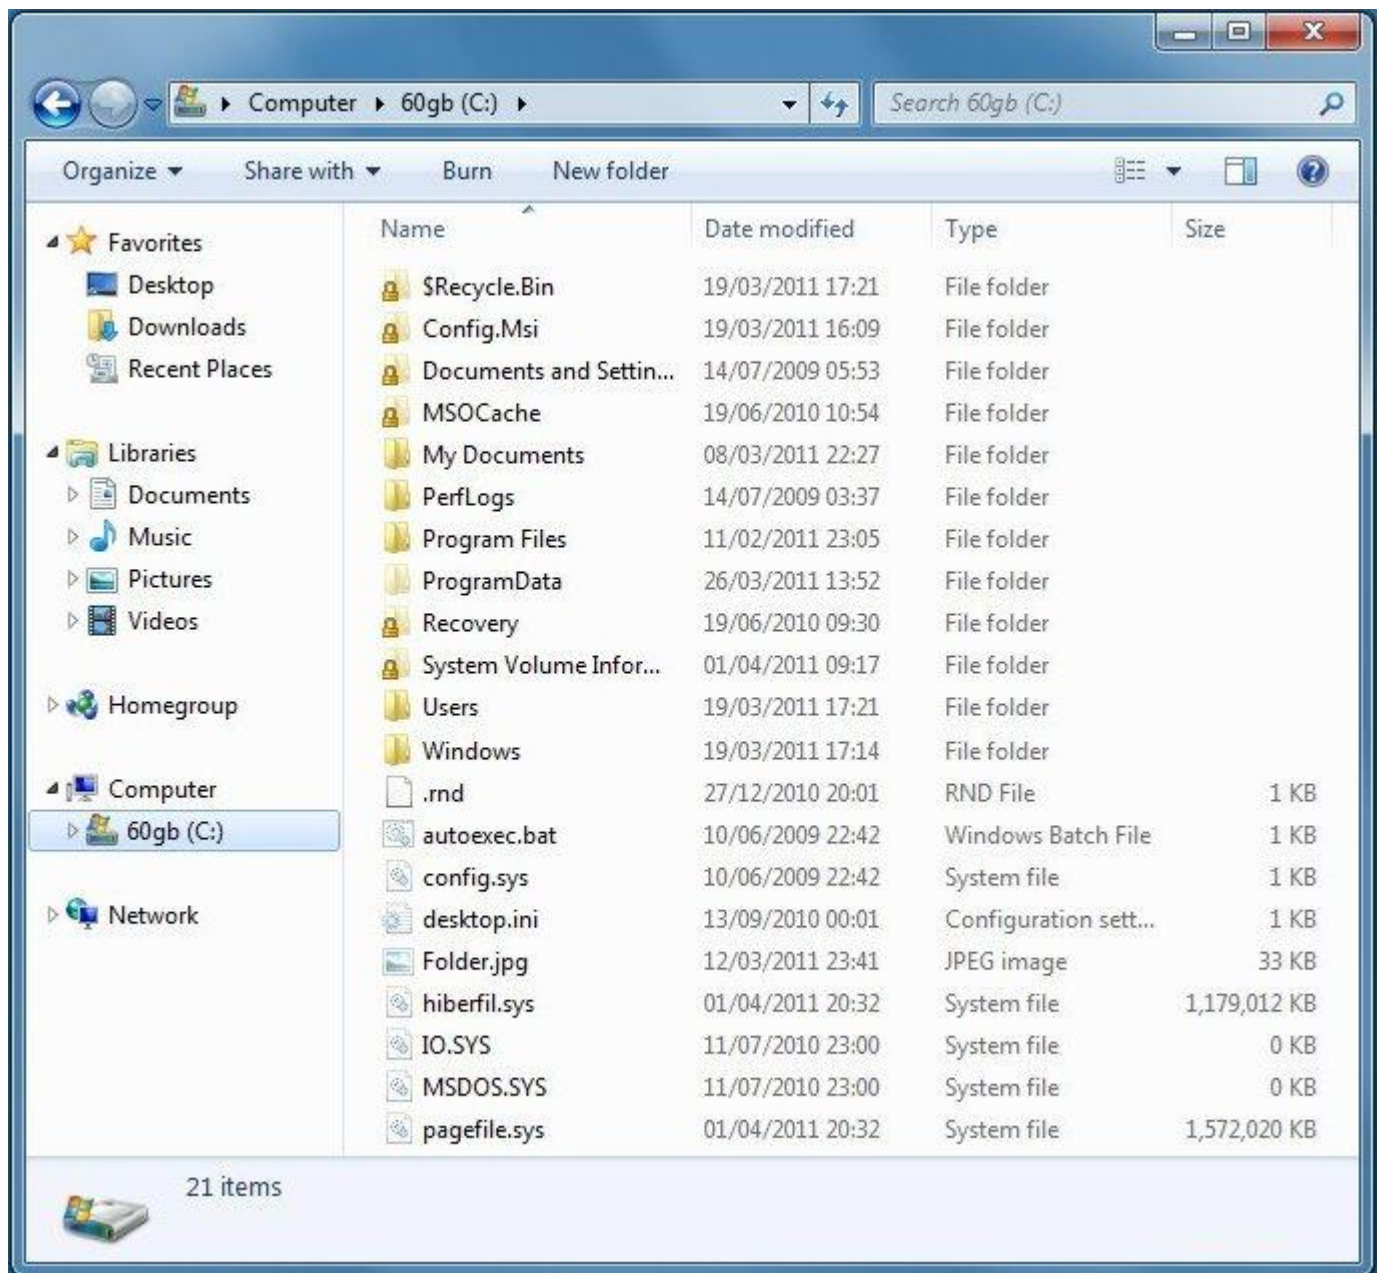 Computer ▸ 60gb (C:) ▸ Search 60gb (C:)
Organize Share with Burn New folder
Favorites
Desktop
Downloads
Recent Places
Libraries
Documents
Music
Pictures
Videos
Homegroup
Computer
60gb (C:)
Network
Name Date modified Type Size
$Recycle.Bin 19/03/2011 17:21 File folder
Config.Msi 19/03/2011 16:09 File folder
Documents and Settin... 14/07/2009 05:53 File folder
MSOCache 19/06/2010 10:54 File folder
My Documents 08/03/2011 22:27 File folder
PerfLogs 14/07/2009 03:37 File folder
Program Files 11/02/2011 23:05 File folder
ProgramData 26/03/2011 13:52 File folder
Recovery 19/06/2010 09:30 File folder
System Volume Infor... 01/04/2011 09:17 File folder
Users 19/03/2011 17:21 File folder
Windows 19/03/2011 17:14 File folder
.rnd 27/12/2010 20:01 RND File 1 KB
autoexec.bat 10/06/2009 22:42 Windows Batch File 1 KB
config.sys 10/06/2009 22:42 System file 1 KB
desktop.ini 13/09/2010 00:01 Configuration sett... 1 KB
Folder.jpg 12/03/2011 23:41 JPEG image 33 KB
hiberfil.sys 01/04/2011 20:32 System file 1,179,012 KB
IO.SYS 11/07/2010 23:00 System file 0 KB
MSDOS.SYS 11/07/2010 23:00 System file 0 KB
pagefile.sys 01/04/2011 20:32 System file 1,572,020 KB
21 items